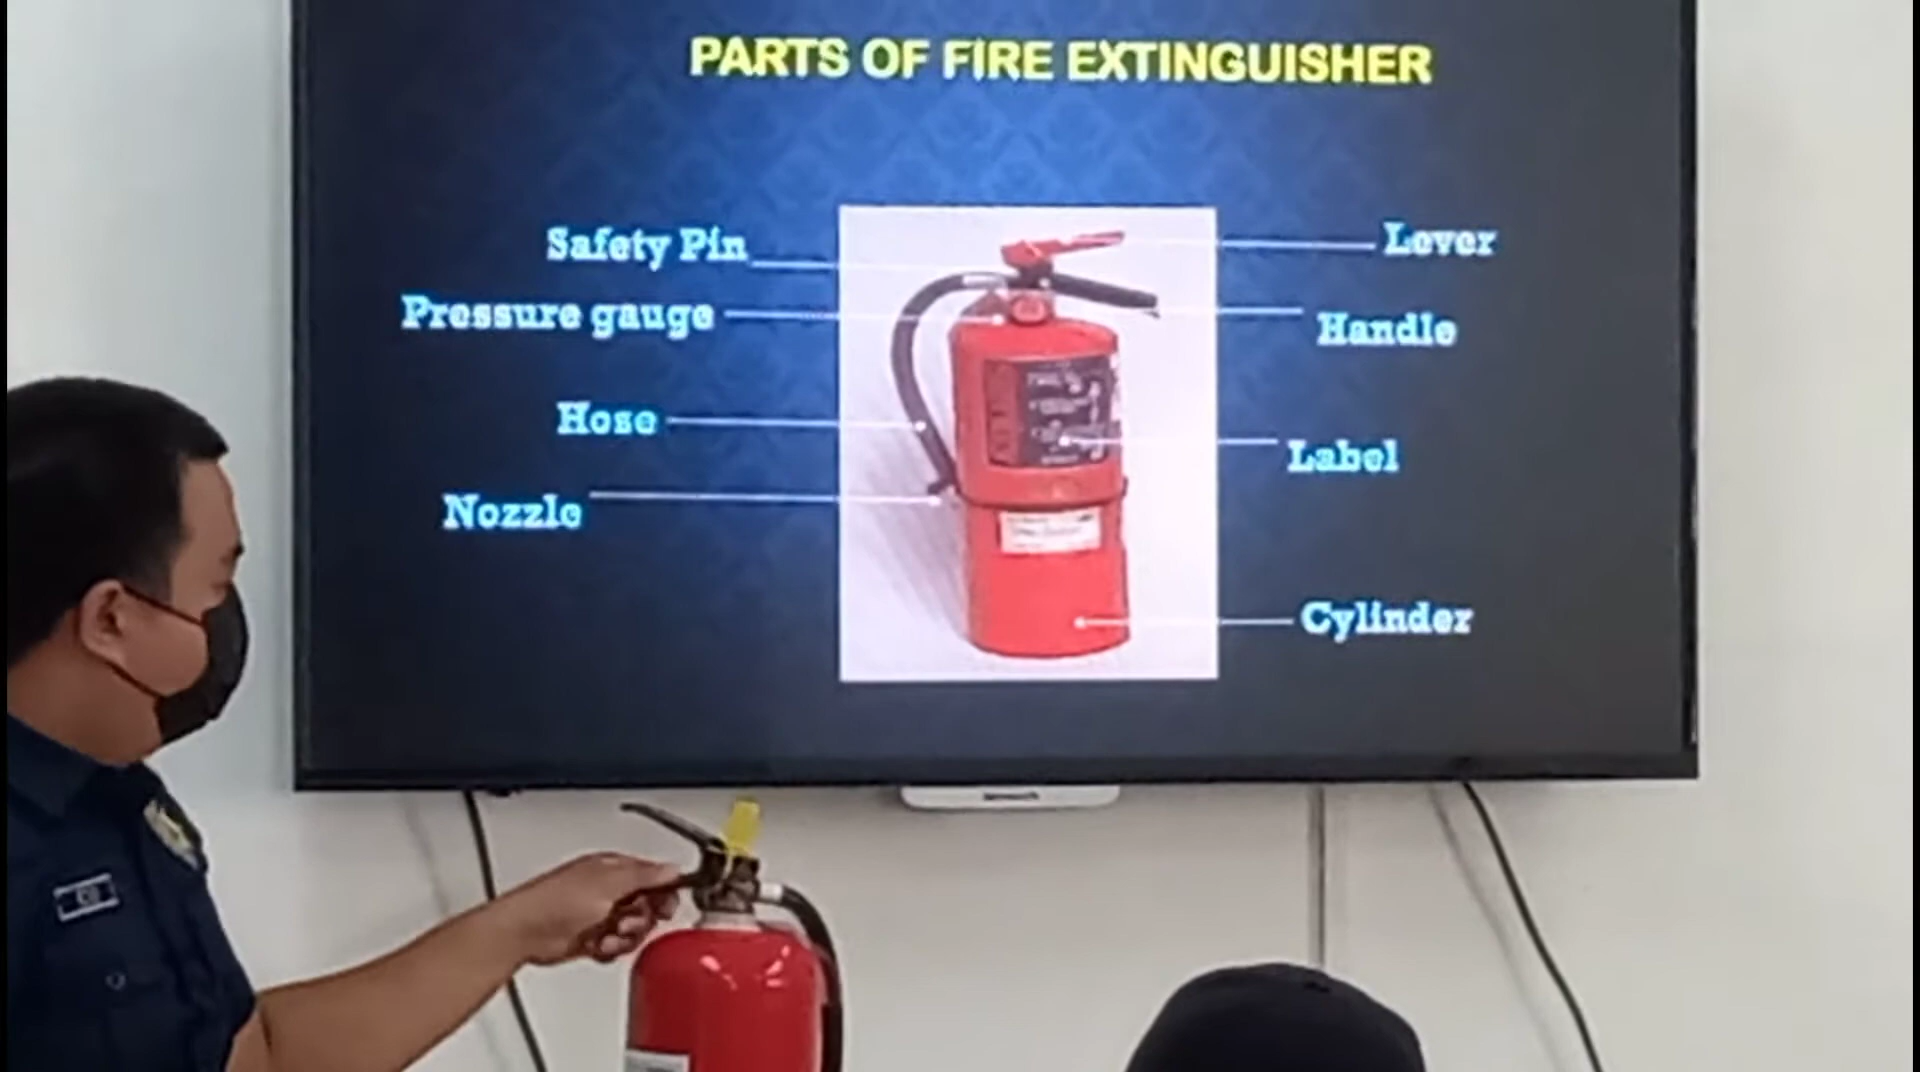 PARTS OF FIRE EXTINGUISHER
Safety Pin
Lever
Pressure gauge
Handle
Hose
Label
Nozzle
Cylinder